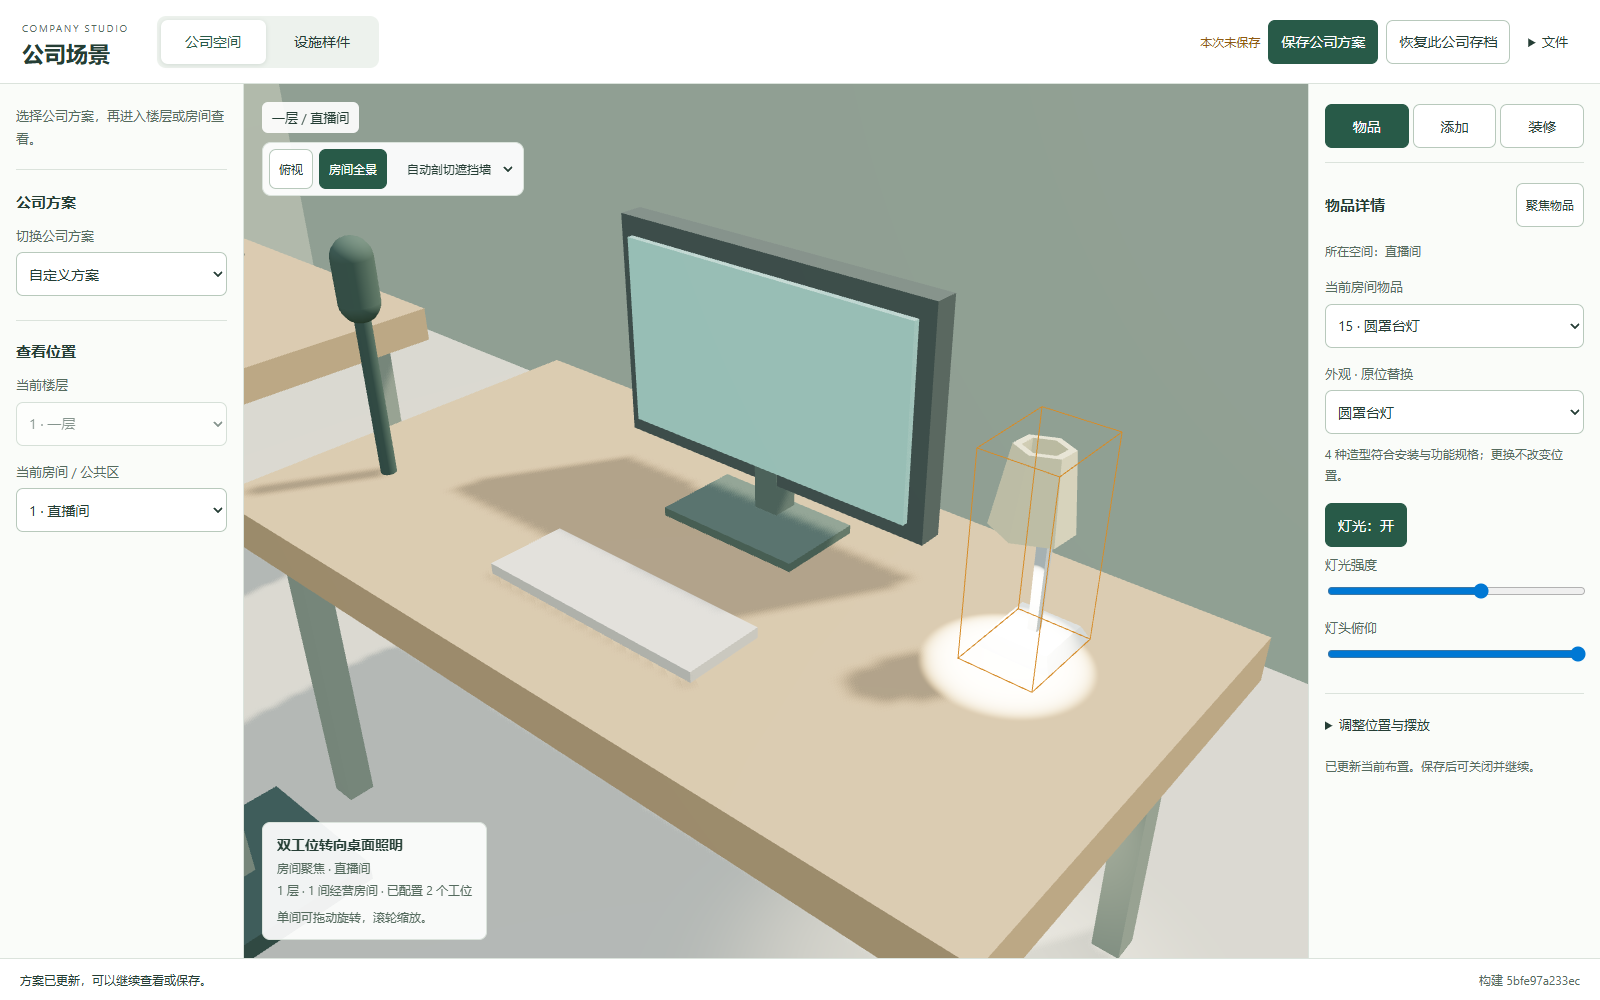 COMPANY STUDIO
公司场景
公司空间
设施样件
本次未保存
保存公司方案
恢复此公司存档
▶ 文件
选择公司方案，再进入楼层或房间查
看。
公司方案
切换公司方案
自定义方案
查看位置
当前楼层
1 · 一层
当前房间 / 公共区
1 · 直播间
一层 / 直播间
俯视
房间全景
自动剖切遮挡墙
双工位转向桌面照明
房间聚焦 · 直播间
1 层 · 1 间经营房间 · 已配置 2 个工位
单间可拖动旋转，滚轮缩放。
物品
添加
装修
物品详情
聚焦物品
所在空间：直播间
当前房间物品
15 · 圆罩台灯
外观 · 原位替换
圆罩台灯
4 种造型符合安装与功能规格；更换不改变位
置。
灯光：开
灯光强度
灯头俯仰
▶ 调整位置与摆放
已更新当前布置。保存后可关闭并继续。
方案已更新，可以继续查看或保存。
构建 5bfe97a233ec